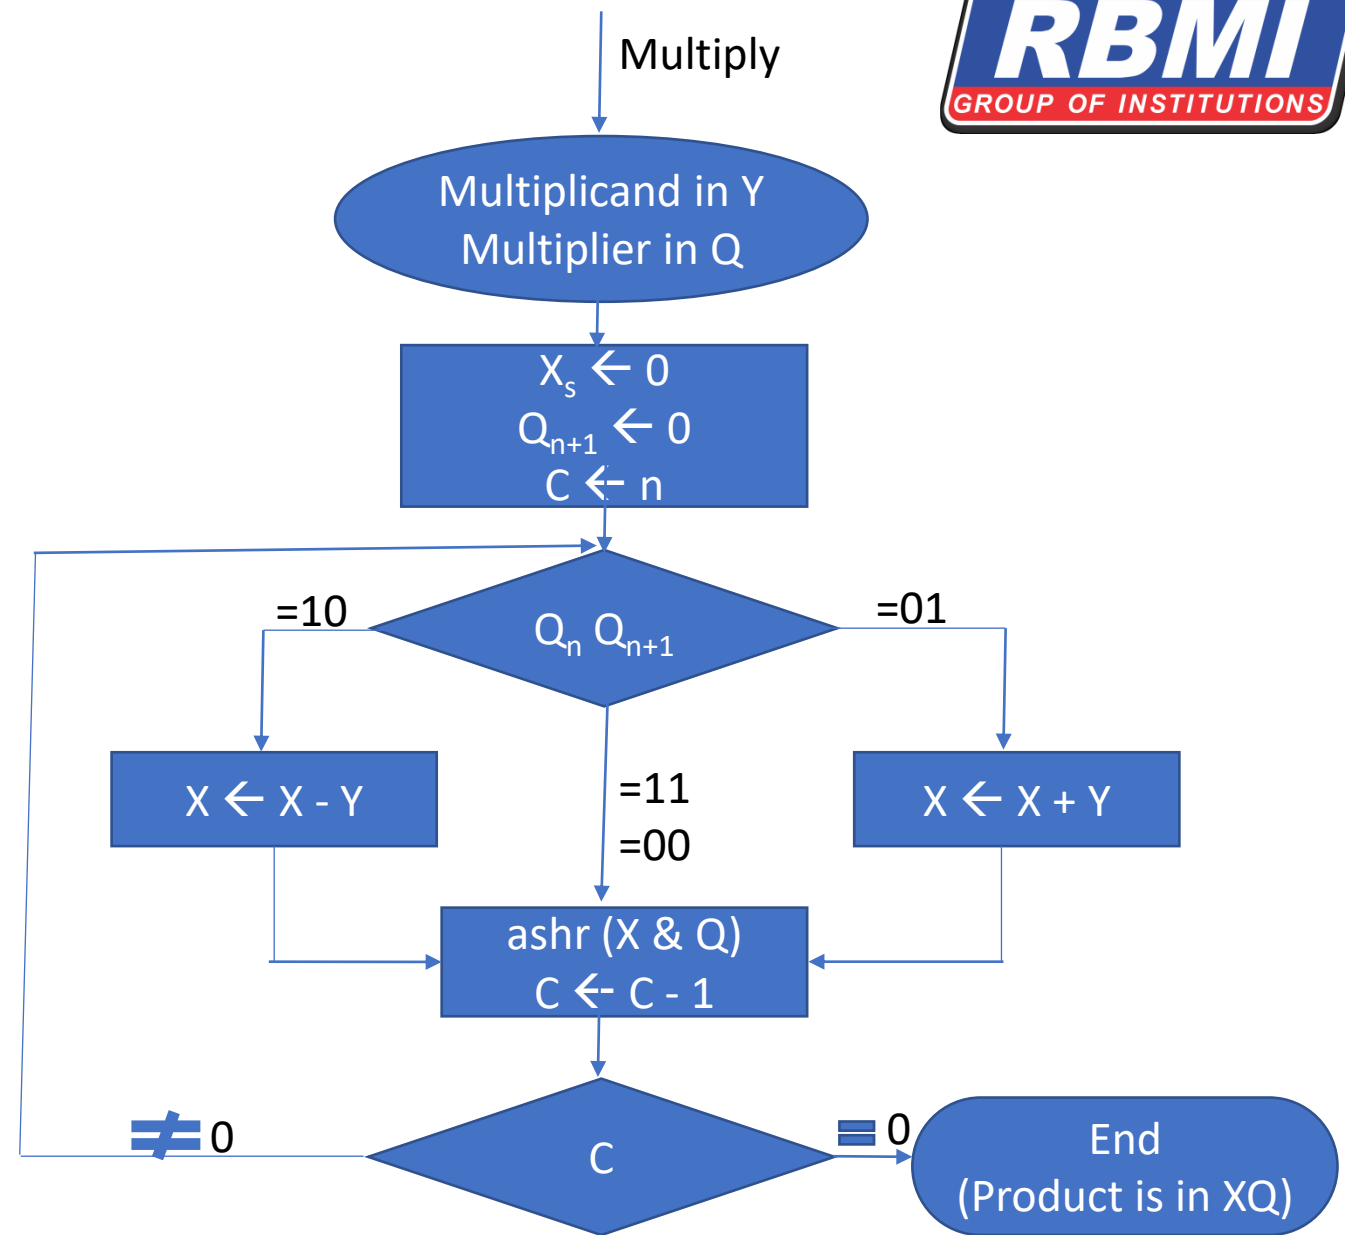 RBMI
GROUP OF INSTITUTIONS
Multiply
Multiplicand in Y
Multiplier in Q
Xₛ ← 0
Qₙ₊₁ ← 0
C ← n
=10
=01
Qₙ Qₙ₊₁
X ← X - Y
=11
=00
X ← X + Y
ashr (X & Q)
C ← C - 1
≠ 0
C
= 0
End
(Product is in XQ)